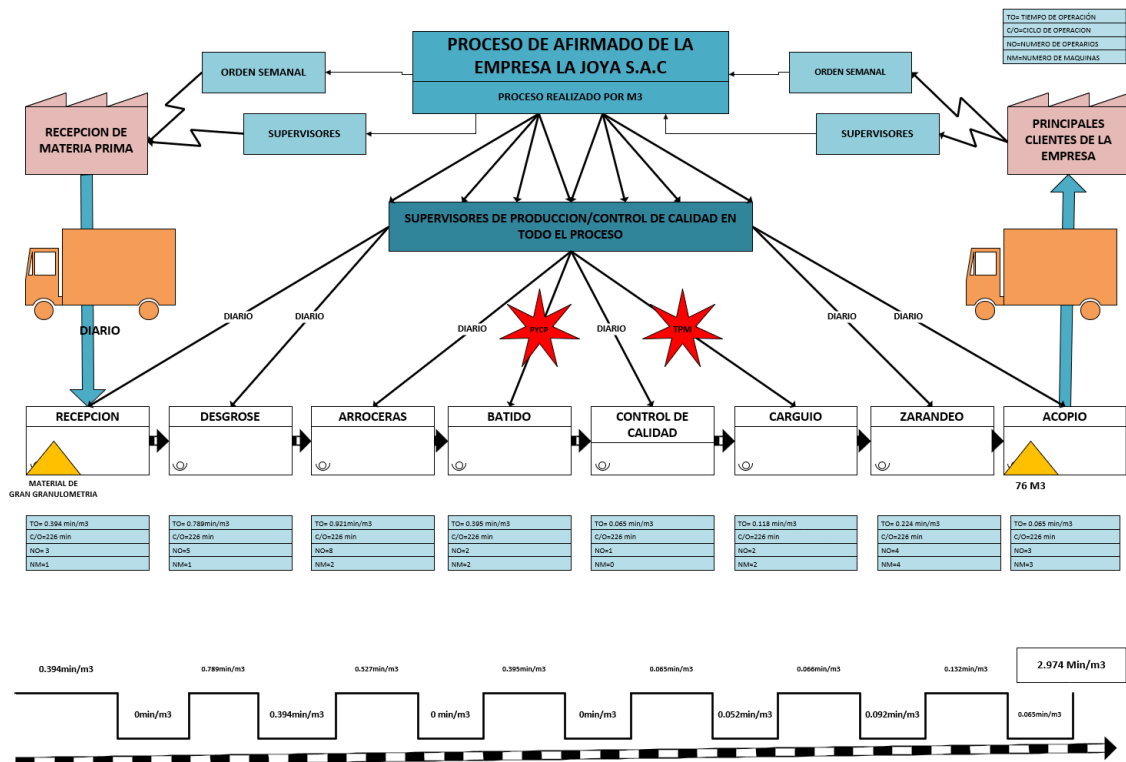 TO= TIEMPO DE OPERACIÓN
C/O=CICLO DE OPERACION
NO=NUMERO DE OPERARIOS
NM=NUMERO DE MAQUINAS
PROCESO DE AFIRMADO DE LA
EMPRESA LA JOYA S.A.C
PROCESO REALIZADO POR M3
ORDEN SEMANAL
SUPERVISORES
RECEPCION DE
MATERIA PRIMA
ORDEN SEMANAL
SUPERVISORES
PRINCIPALES
CLIENTES DE LA
EMPRESA
SUPERVISORES DE PRODUCCION/CONTROL DE CALIDAD EN
TODO EL PROCESO
DIARIO
DIARIO
DIARIO
DIARIO
PYCP
DIARIO
TPM
DIARIO
DIARIO
RECEPCION
DESGROSE
ARROCERAS
BATIDO
CONTROL DE
CALIDAD
CARGUIO
ZARANDEO
ACOPIO
MATERIAL DE
GRAN GRANULOMETRIA
76 M3
TO= 0.394 min/m3
C/O=226 min
NO= 3
NM=1
TO= 0.789min/m3
C/O=226 min
NO=5
NM=1
TO= 0.921min/m3
C/O=226 min
NO=8
NM=2
TO= 0.395 min/m3
C/O=226 min
NO=2
NM=2
TO= 0.065 min/m3
C/O=226 min
NO=1
NM=0
TO= 0.118 min/m3
C/O=226 min
NO=2
NM=2
TO= 0.224 min/m3
C/O=226 min
NO=4
NM=4
TO= 0.065 min/m3
C/O=226 min
NO=3
NM=3
0.394min/m3
0.789min/m3
0.527min/m3
0.395min/m3
0.065min/m3
0.066min/m3
0.132min/m3
2.974 Min/m3
0min/m3
0.394min/m3
0 min/m3
0min/m3
0.052min/m3
0.092min/m3
0.065min/m3